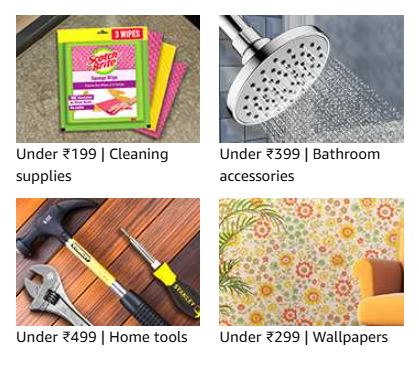 3 WIPES
Scotch
Brite
Sponge Wipe
Under ₹199 | Cleaning
supplies
Under ₹399 | Bathroom
accessories
STANLEY
Under ₹499 | Home tools
Under ₹299 | Wallpapers